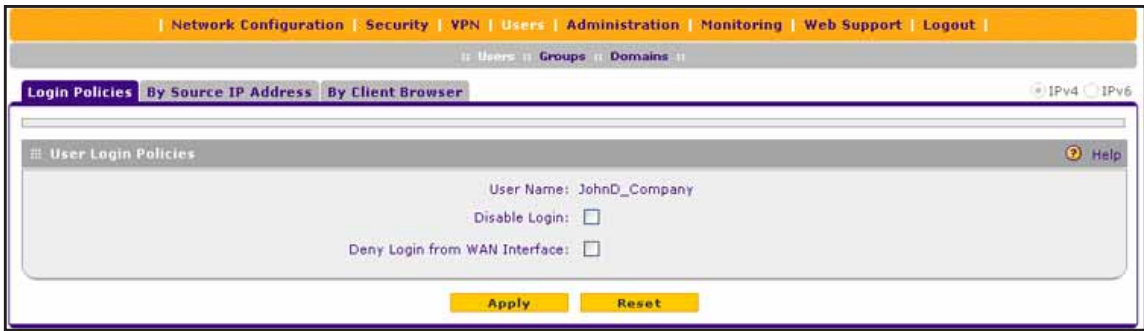 | Network Configuration | Security | VPN | Users | Administration | Monitoring | Web Support | Logout |
Users Groups Domains
Login Policies By Source IP Address By Client Browser IPv4 IPv6
User Login Policies Help
User Name: JohnD_Company
Disable Login:
Deny Login from WAN Interface:
Apply Reset